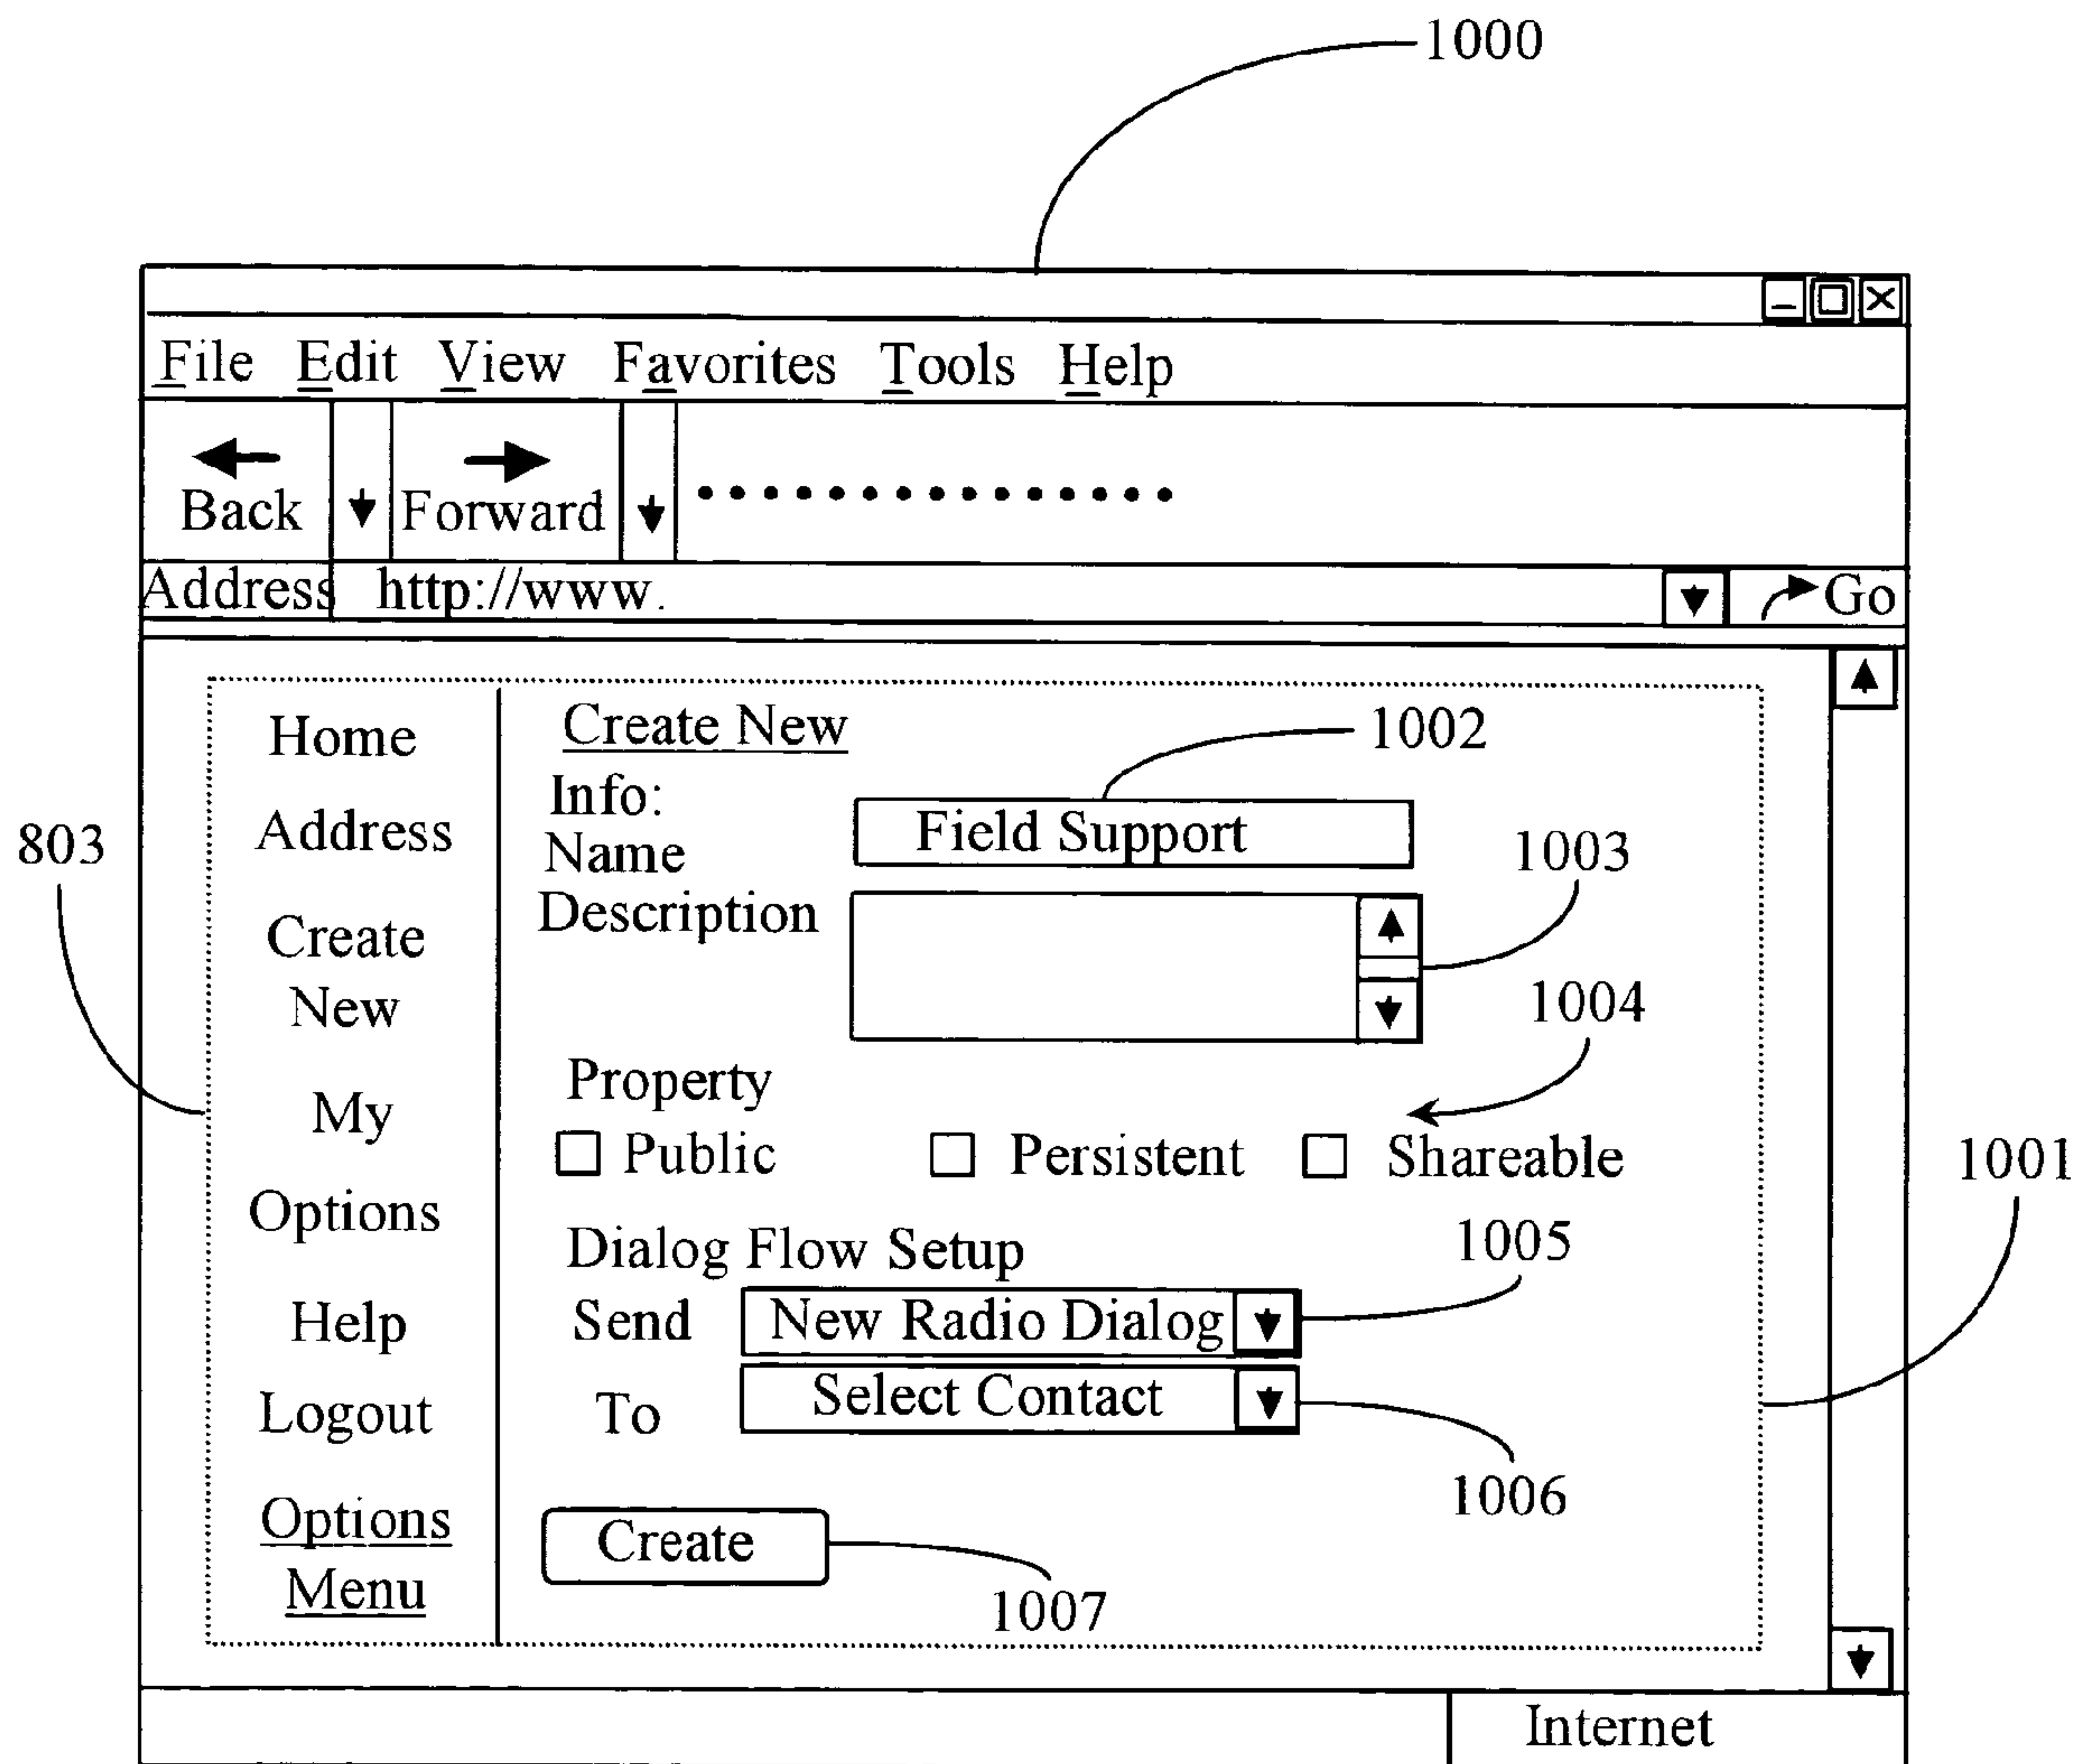 1000
File Edit View Favorites Tools Help
Back Forward
Address http://www. Go
Home
Address
Create
New
My
Options
Help
Logout
Options
Menu
803
Create New
1002
Info:
Name Field Support
1003
Description
1004
Property
Public Persistent Shareable
1001
Dialog Flow Setup
1005
Send New Radio Dialog
To Select Contact
1006
Create
1007
Internet